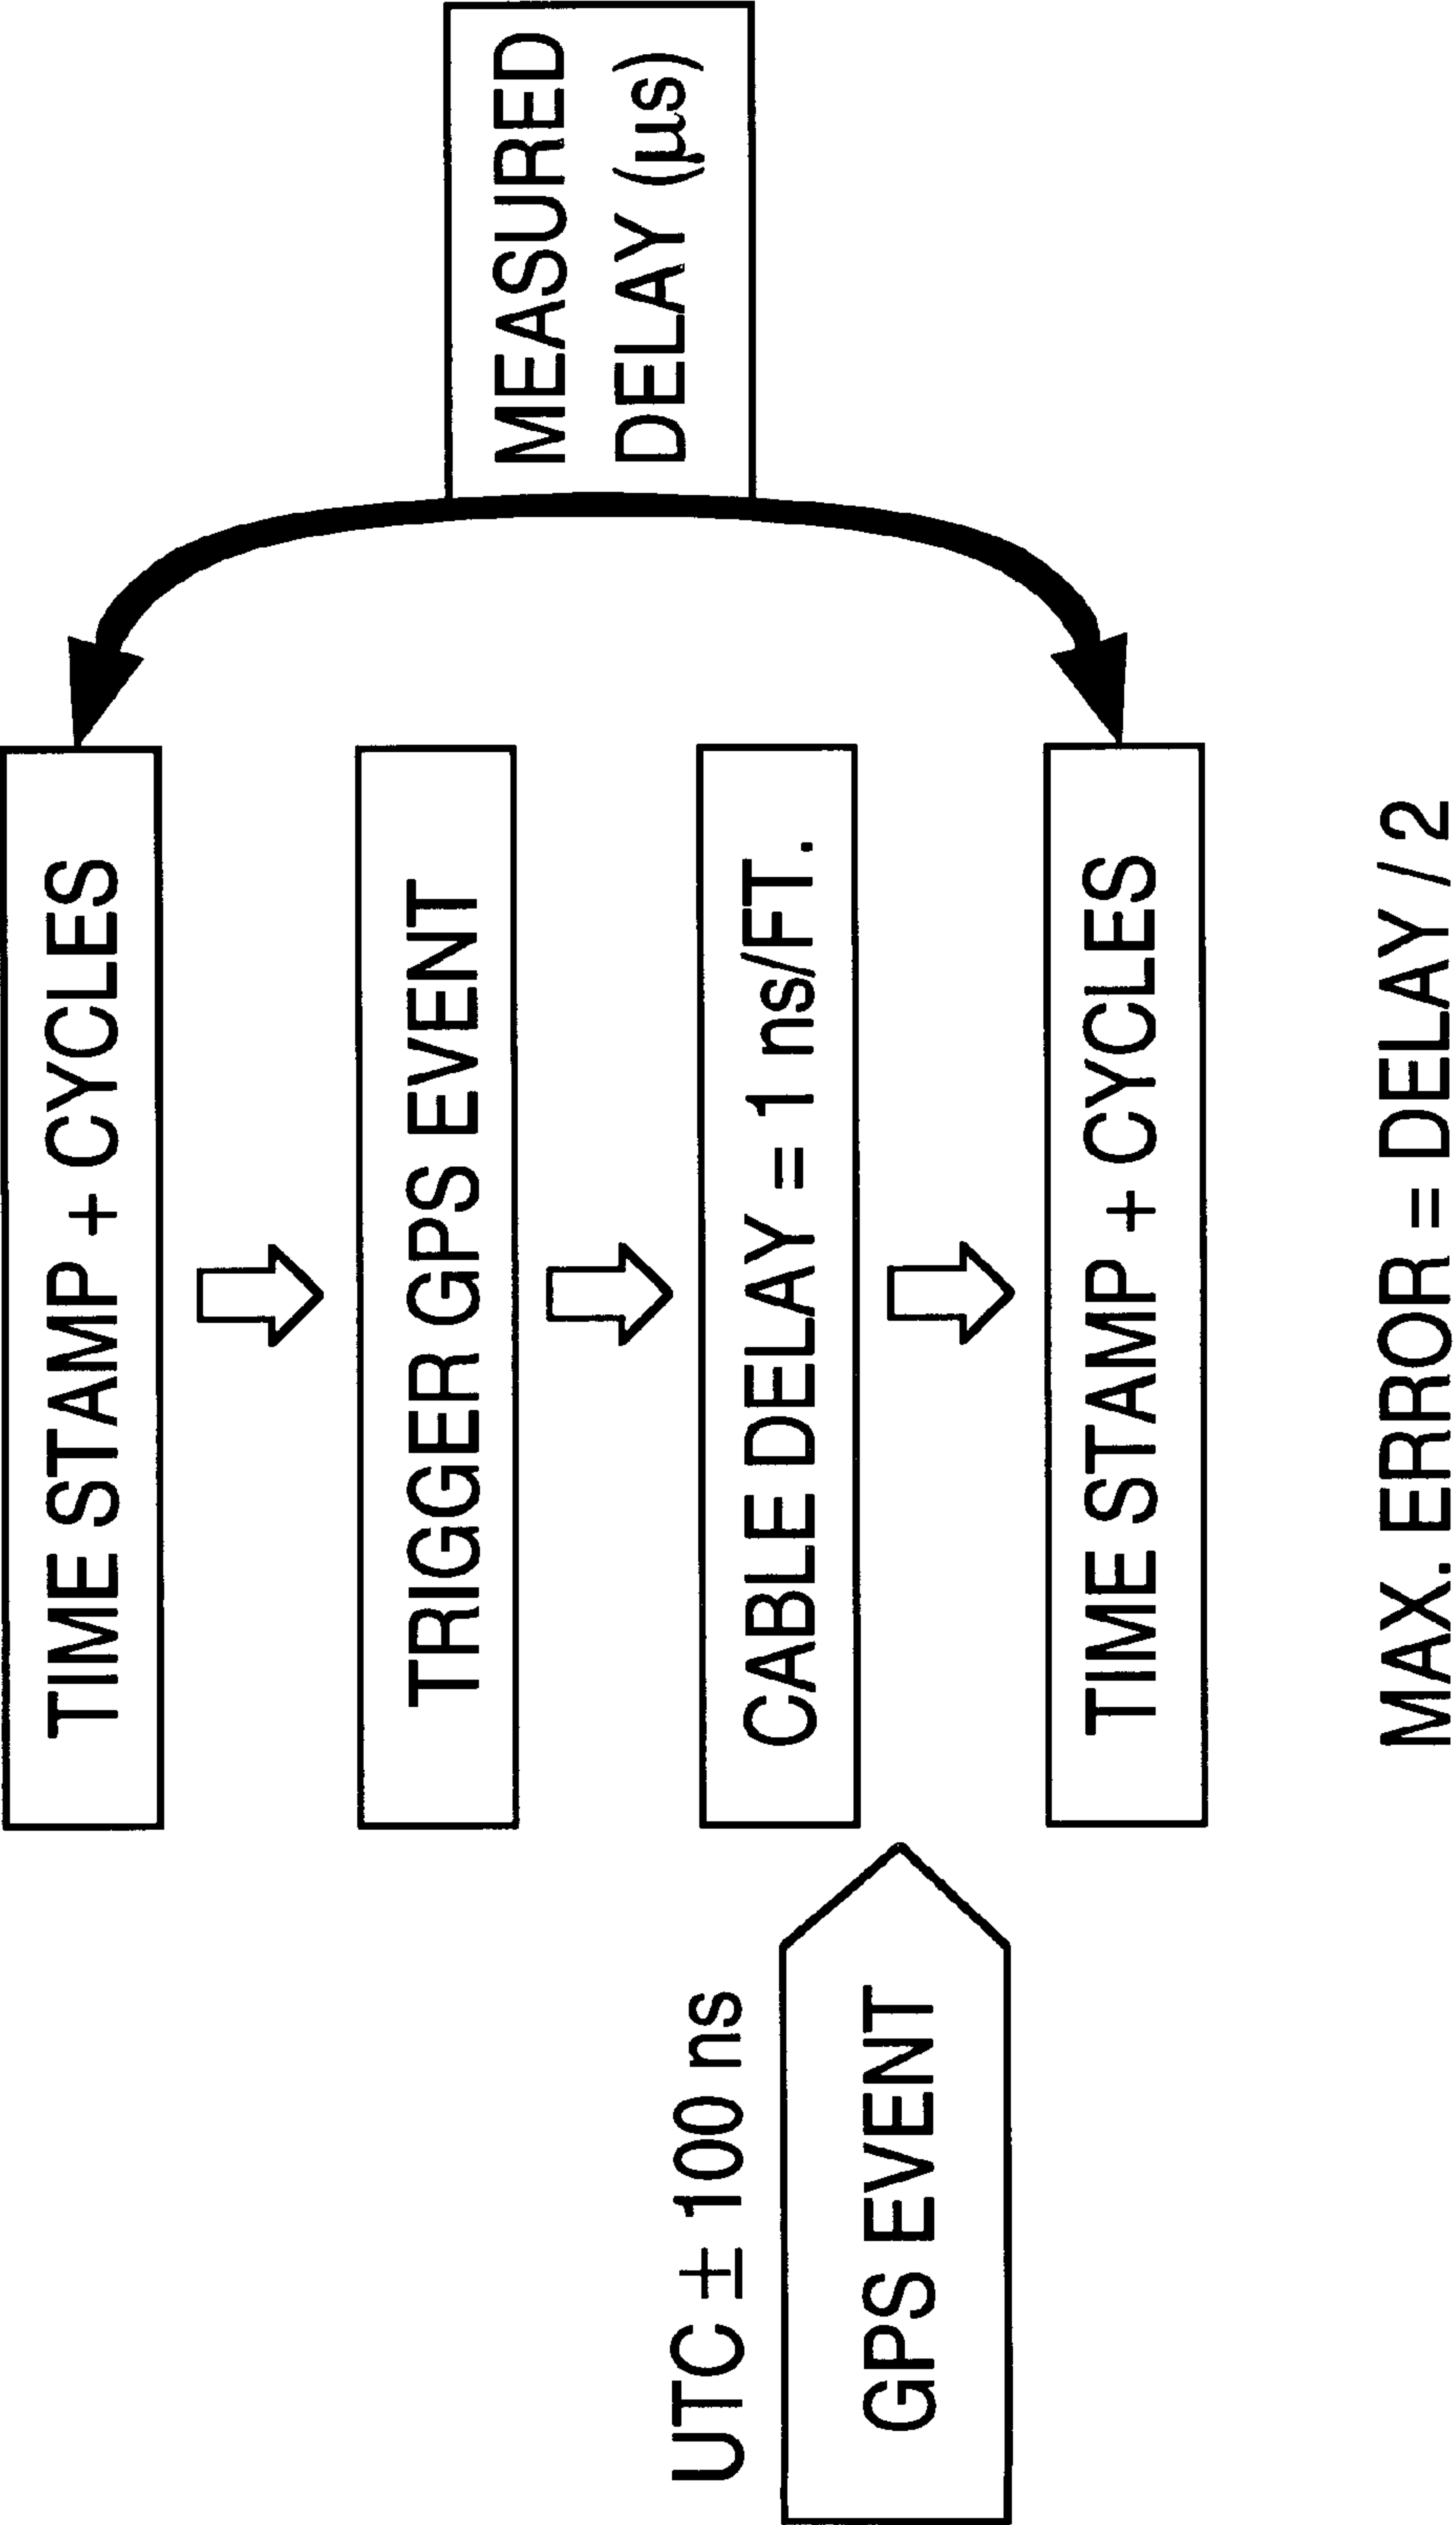 TIME STAMP + CYCLES
TRIGGER GPS EVENT
CABLE DELAY = 1 ns/FT.
TIME STAMP + CYCLES
MEASURED
DELAY (μs)
UTC ± 100 ns
GPS EVENT
MAX. ERROR = DELAY / 2